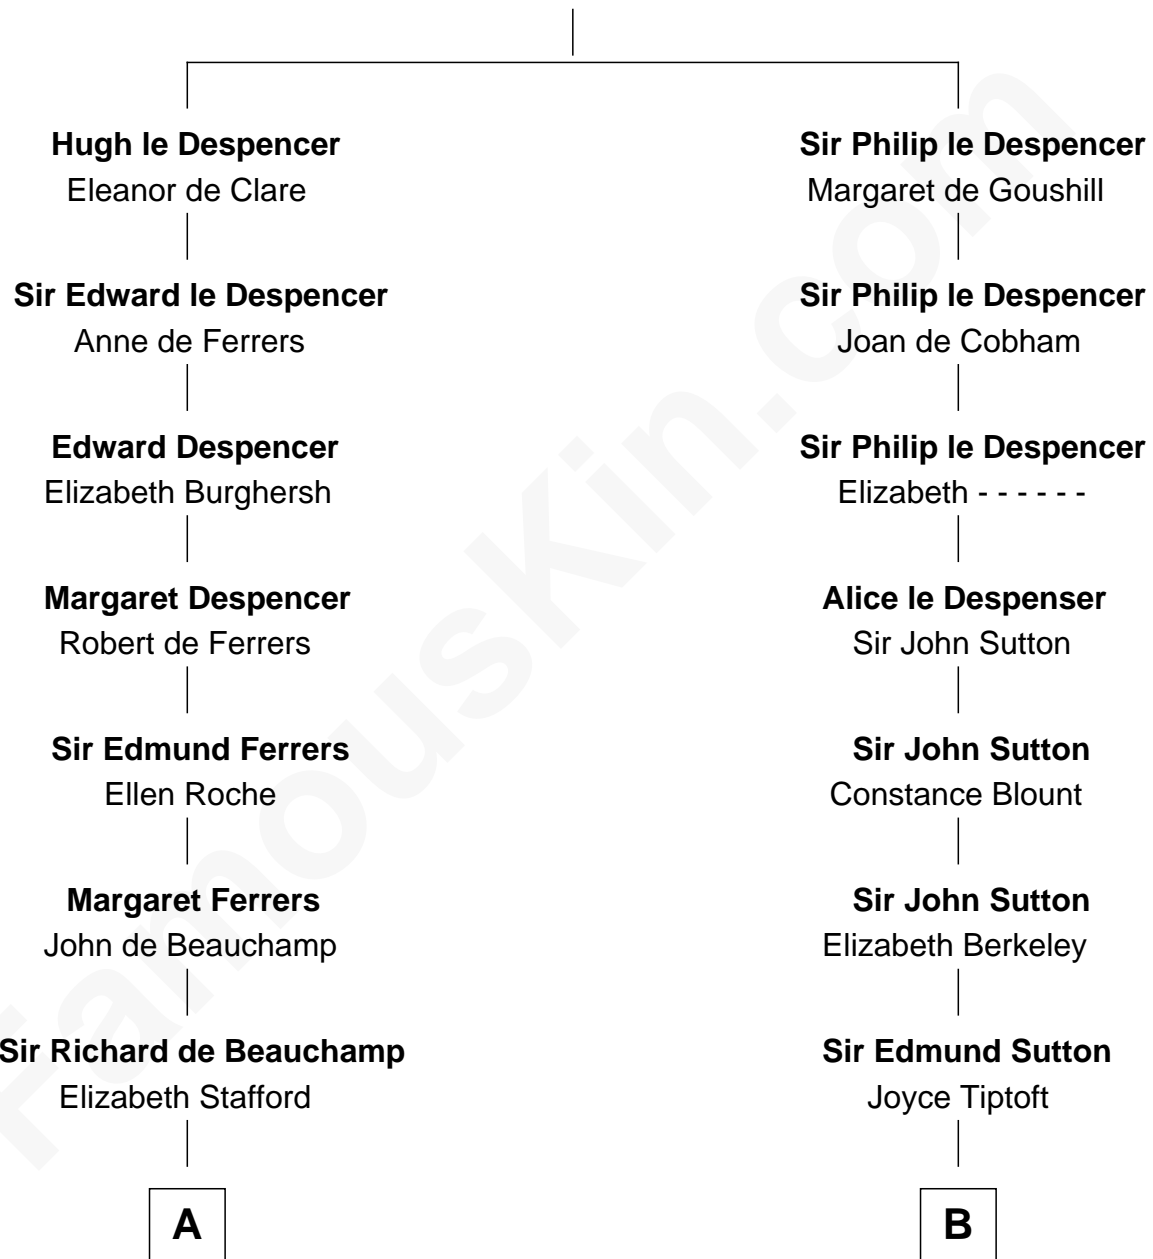 Hugh le Despencer
Eleanor de Clare
Sir Edward le Despencer
Anne de Ferrers
Edward Despencer
Elizabeth Burghersh
Margaret Despencer
Robert de Ferrers
Sir Edmund Ferrers
Ellen Roche
Margaret Ferrers
John de Beauchamp
Sir Richard de Beauchamp
Elizabeth Stafford
A
Sir Philip le Despencer
Margaret de Goushill
Sir Philip le Despencer
Joan de Cobham
Sir Philip le Despencer
Elizabeth - - - - - -
Alice le Despenser
Sir John Sutton
Sir John Sutton
Constance Blount
Sir John Sutton
Elizabeth Berkeley
Sir Edmund Sutton
Joyce Tiptoft
B
FamousKin.com